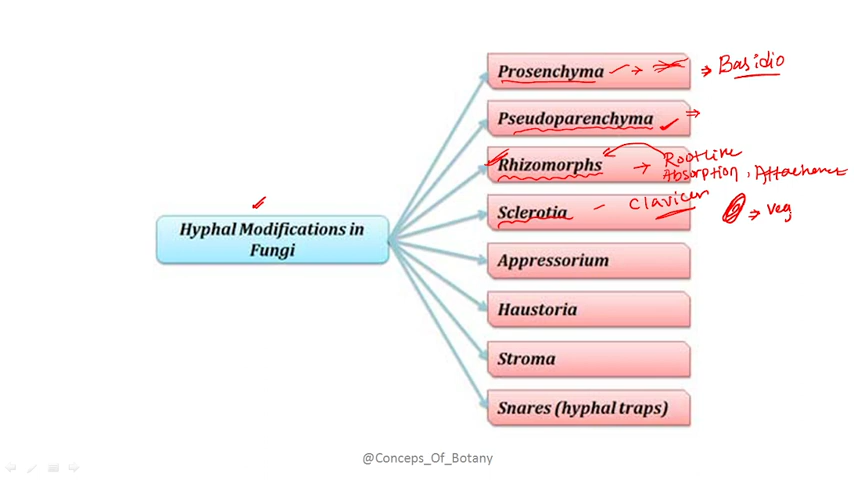 Prosenchyma
⇒ Basidio
Pseudoparenchyma
Rhizomorphs
→ Rootlike
Absorption, Attachment
Sclerotia - Clavicep
⇒ veg
Hyphal Modifications in
Fungi
Appressorium
Haustoria
Stroma
Snares (hyphal traps)
@Conceps_Of_Botany